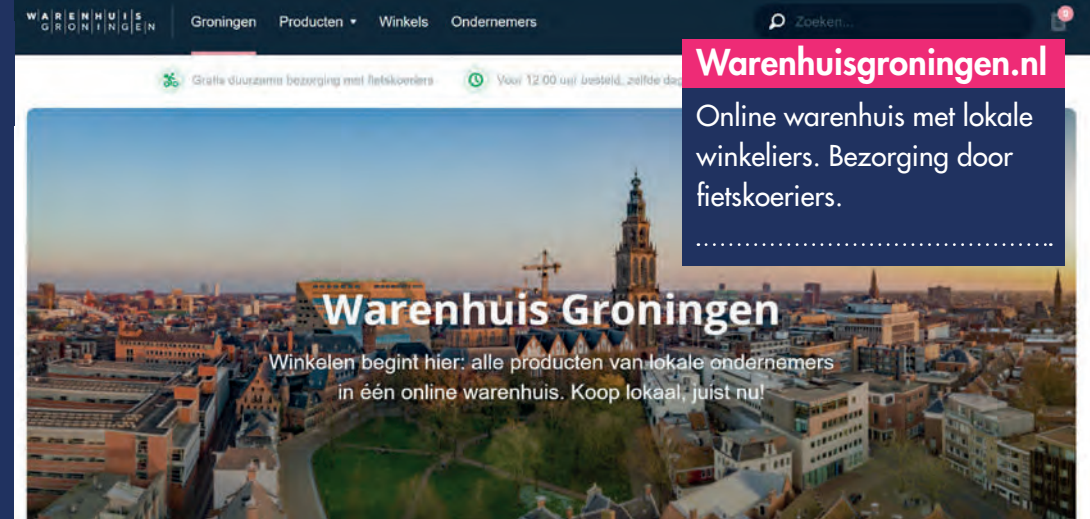 WARENHUIS
GRONINGEN
Groningen Producten Winkels Ondernemers
Zoeken...
Gratis duurzame bezorging met fietskoeriers
Voor 12.00 uur besteld, zelfde dag
Warenhuisgroningen.nl
Online warenhuis met lokale
winkeliers. Bezorging door
fietskoeriers.
Warenhuis Groningen
Winkelen begint hier: alle producten van lokale ondernemers
in één online warenhuis. Koop lokaal, juist nu!